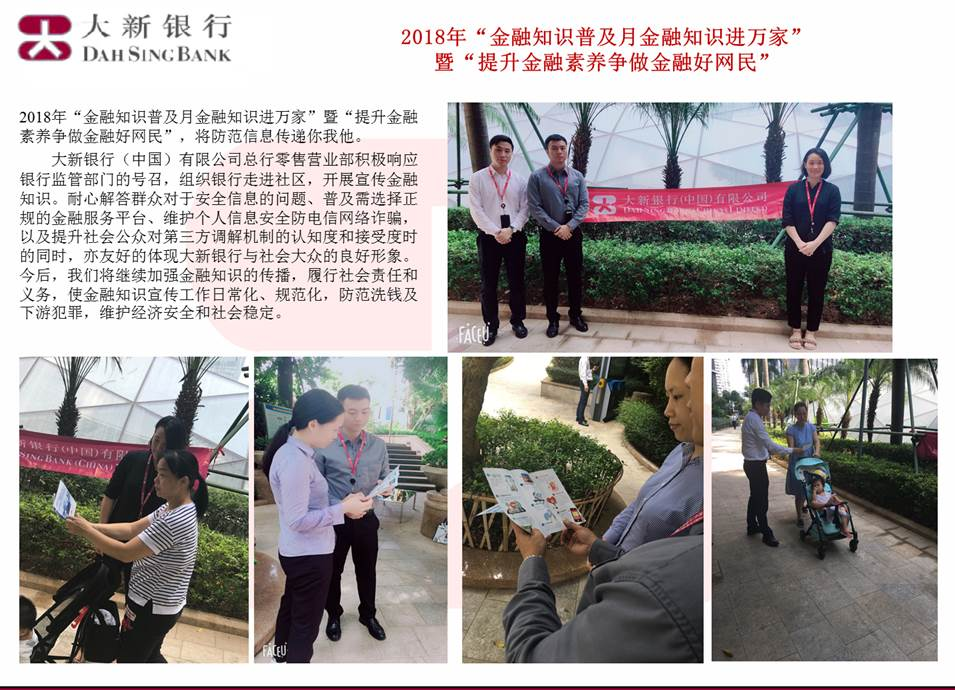 大新银行
DAH SING BANK
2018年“金融知识普及月金融知识进万家”
暨“提升金融素养争做金融好网民”
2018年“金融知识普及月金融知识进万家”暨“提升金融
素养争做金融好网民”，将防范信息传递你我他。
大新银行（中国）有限公司总行零售营业部积极响应
银行监管部门的号召，组织银行走进社区，开展宣传金融
知识。耐心解答群众对于安全信息的问题、普及需选择正
规的金融服务平台、维护个人信息安全防电信网络诈骗，
以及提升社会公众对第三方调解机制的认知度和接受度时
的同时，亦友好的体现大新银行与社会大众的良好形象。
今后，我们将继续加强金融知识的传播，履行社会责任和
义务，使金融知识宣传工作日常化、规范化，防范洗钱及
下游犯罪，维护经济安全和社会稳定。
大新银行(中国)有限公司
DAH SING BANK (CHINA) LIMITED
FACEU
新银行(中国)有
SING BANK (CHINA)
FACEU